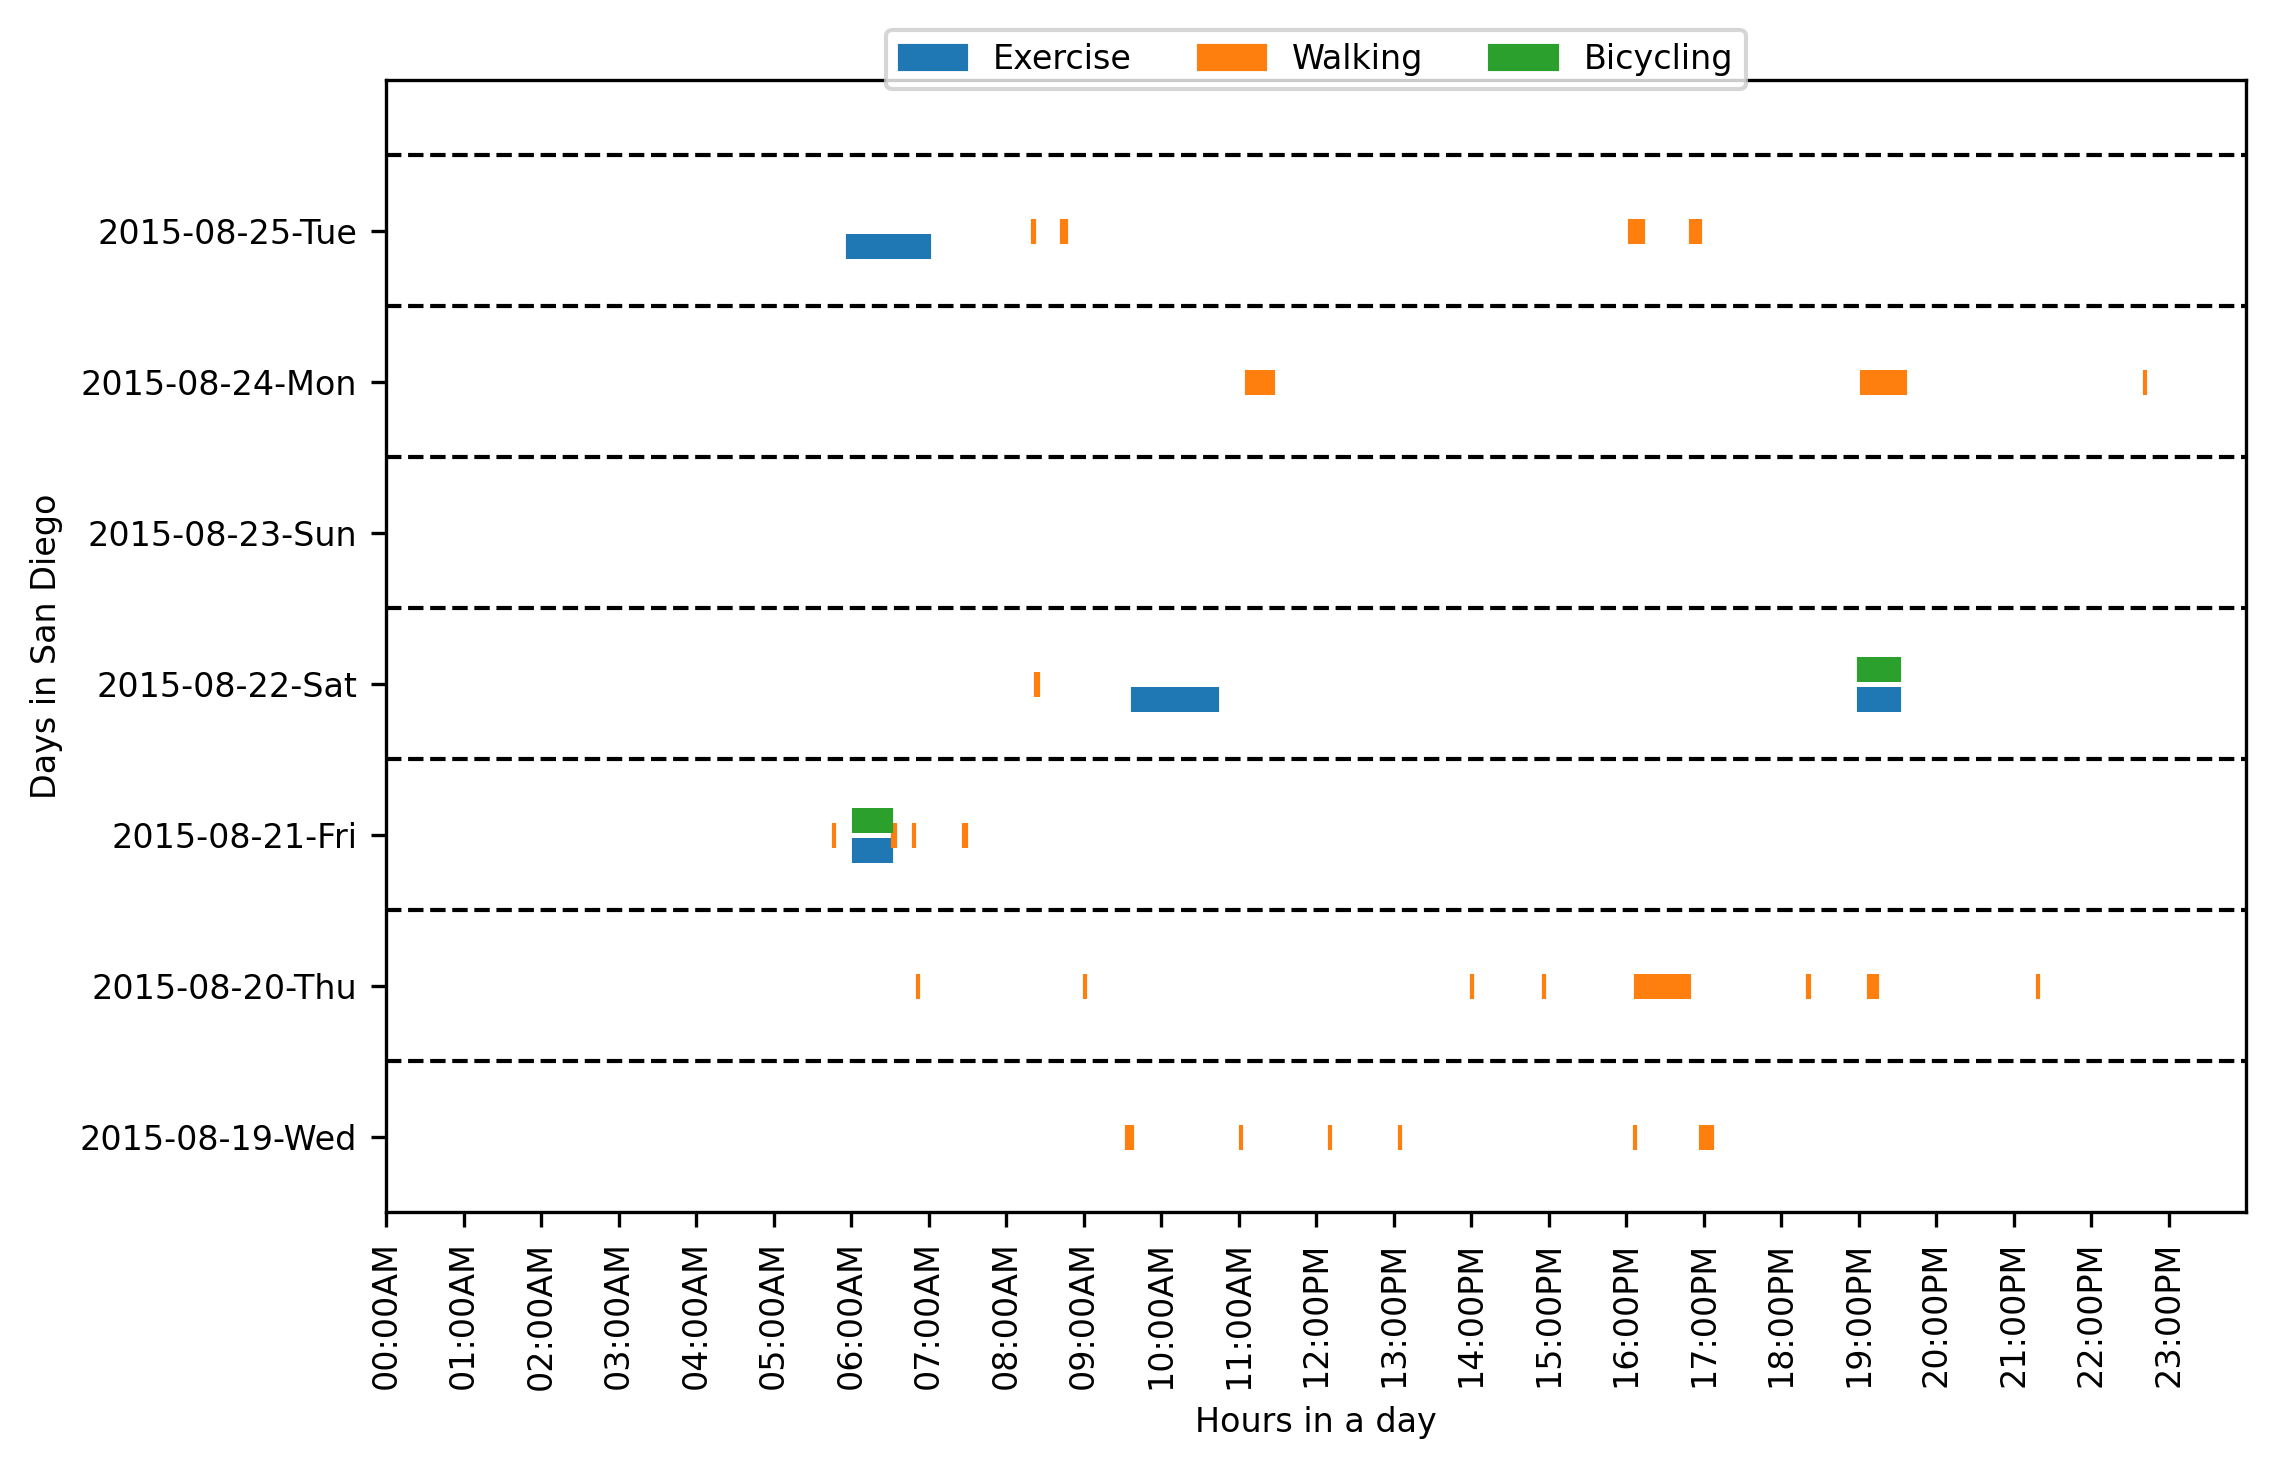 Exercise Walking Bicycling
Days in San Diego
2015-08-25-Tue
2015-08-24-Mon
2015-08-23-Sun
2015-08-22-Sat
2015-08-21-Fri
2015-08-20-Thu
2015-08-19-Wed
00:00AM
01:00AM
02:00AM
03:00AM
04:00AM
05:00AM
06:00AM
07:00AM
08:00AM
09:00AM
10:00AM
11:00AM
12:00PM
13:00PM
14:00PM
15:00PM
16:00PM
17:00PM
18:00PM
19:00PM
20:00PM
21:00PM
22:00PM
23:00PM
Hours in a day